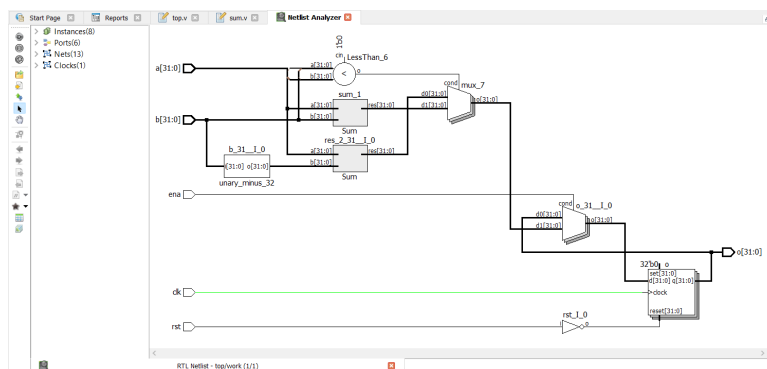 Start Page Reports top.v sum.v Netlist Analyzer
Instances(8)
Ports(6)
Nets(13)
Clocks(1)
1'b0
cin LessThan_6
a[31:0] a[31:0]
b[31:0] < o
cond mux_7
sum_1
d0[31:0] o[31:0]
a[31:0] res[31:0] d1[31:0]
b[31:0] b[31:0]
Sum
res_2_31__I_0
b_31__I_0 a[31:0] res[31:0]
i[31:0] o[31:0] b[31:0]
unary_minus_32 Sum
ena
cond o_31__I_0
d0[31:0] o[31:0]
d1[31:0]
o[31:0]
32'b0 o
set[31:0]
d[31:0] q[31:0]
clk >clock
reset[31:0]
rst_I_0
rst o
RTL Netlist - top/work (1/1)